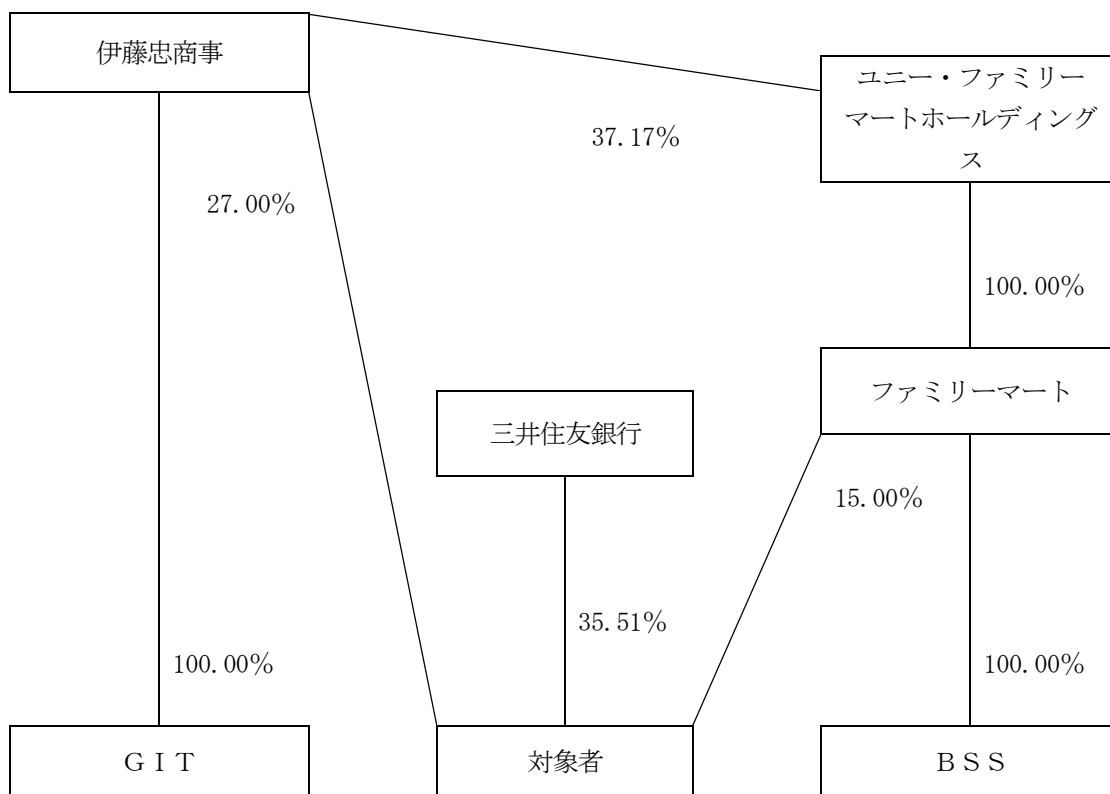 伊藤忠商事
ユニー・ファミリー
マートホールディング
ス
37.17%
27.00%
100.00%
ファミリーマート
三井住友銀行
15.00%
35.51%
100.00%
100.00%
ＧＩＴ
対象者
ＢＳＳ